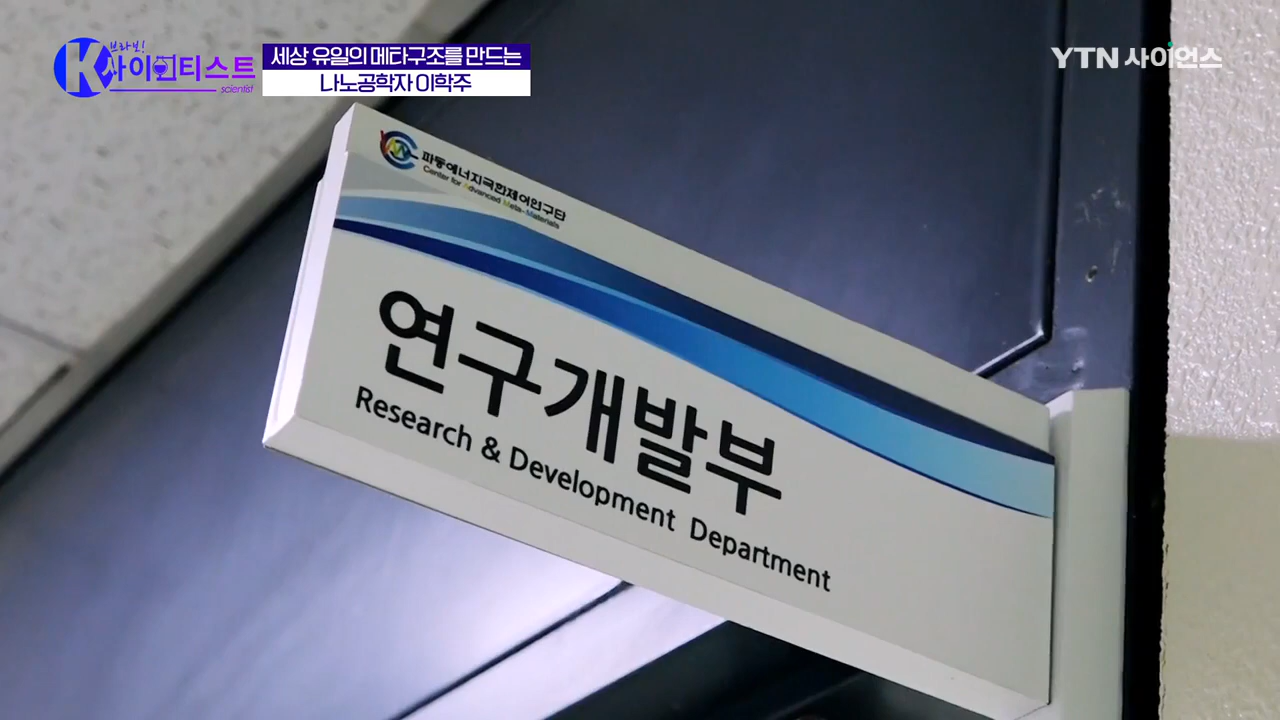 브라보!
K사이언티스트
scientist
세상 유일의 메타구조를 만드는
나노공학자 이학주
YTN 사이언스
파동에너지극한제어연구단
Center for Advanced Meta-Materials
연구개발부
Research & Development Department